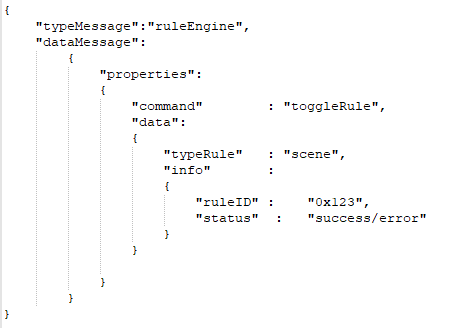 {
"typeMessage":"ruleEngine",
"dataMessage":
{
"properties":
{
"command" : "toggleRule",
"data":
{
"typeRule" : "scene",
"info" :
{
"ruleID" : "0x123",
"status" : "success/error"
}
}
}
}
}